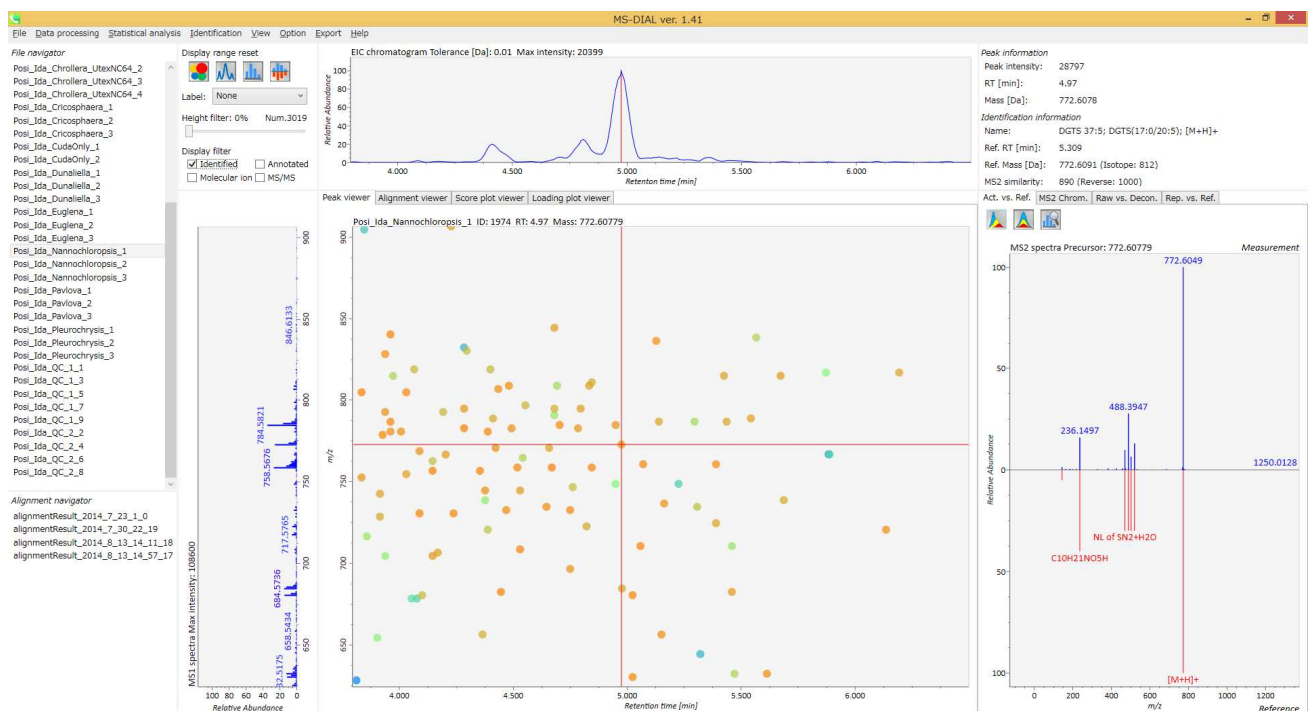 MS-DIAL ver. 1.41
File Data processing Statistical analysis Identification View Option Export Help
File navigator
Posi_Ida_Chrollera_UtexNC64_2
Posi_Ida_Chrollera_UtexNC64_3
Posi_Ida_Chrollera_UtexNC64_4
Posi_Ida_Cricosphaera_1
Posi_Ida_Cricosphaera_2
Posi_Ida_Cricosphaera_3
Posi_Ida_CudaOnly_1
Posi_Ida_CudaOnly_2
Posi_Ida_Dunaliella_1
Posi_Ida_Dunaliella_2
Posi_Ida_Dunaliella_3
Posi_Ida_Euglena_1
Posi_Ida_Euglena_2
Posi_Ida_Euglena_3
Posi_Ida_Nannochloropsis_1
Posi_Ida_Nannochloropsis_2
Posi_Ida_Nannochloropsis_3
Posi_Ida_Pavlova_1
Posi_Ida_Pavlova_2
Posi_Ida_Pavlova_3
Posi_Ida_Pleurochrysis_1
Posi_Ida_Pleurochrysis_2
Posi_Ida_Pleurochrysis_3
Posi_Ida_QC_1_1
Posi_Ida_QC_1_3
Posi_Ida_QC_1_5
Posi_Ida_QC_1_7
Posi_Ida_QC_1_9
Posi_Ida_QC_2_2
Posi_Ida_QC_2_4
Posi_Ida_QC_2_6
Posi_Ida_QC_2_8
Alignment navigator
alignmentResult_2014_7_23_1_0
alignmentResult_2014_7_30_22_19
alignmentResult_2014_8_13_14_11_18
alignmentResult_2014_8_13_14_57_17
Display range reset
Label: None
Height filter: 0% Num.3019
Display filter
Identified Annotated
Molecular ion MS/MS
EIC chromatogram Tolerance [Da]: 0.01 Max intensity: 20399
Relative Abundance
100
80
60
40
20
0
4.000 4.500 5.000 5.500 6.000
Retention time [min]
Peak information
Peak intensity: 28797
RT [min]: 4.97
Mass [Da]: 772.6078
Identification information
Name: DGTS 37:5; DGTS(17:0/20:5); [M+H]+
Ref. RT [min]: 5.309
Ref. Mass [Da]: 772.6091 (Isotope: 812)
MS2 similarity: 890 (Reverse: 1000)
MS1 spectra Max intensity: 108600
900
850
800
750
700
650
846.6133
784.5821
758.5676
717.5765
684.5736
658.5434
32.5175
100 80 60 40 20 0
Relative Abundance
Peak viewer Alignment viewer Score plot viewer Loading plot viewer
Posi_Ida_Nannochloropsis_1 ID: 1974 RT: 4.97 Mass: 772.60779
m/z
900
850
800
750
700
650
4.000 4.500 5.000 5.500 6.000
Retention time [min]
Act. vs. Ref. MS2 Chrom. Raw vs. Decon. Rep. vs. Ref.
MS2 spectra Precursor: 772.60779 Measurement
772.6049
100
50
488.3947
236.1497
1250.0128
0
Relative Abundance
NL of SN2+H2O
C10H21NO5H
50
100
[M+H]+
0 200 400 600 800 1000 1200 1400
m/z
Reference